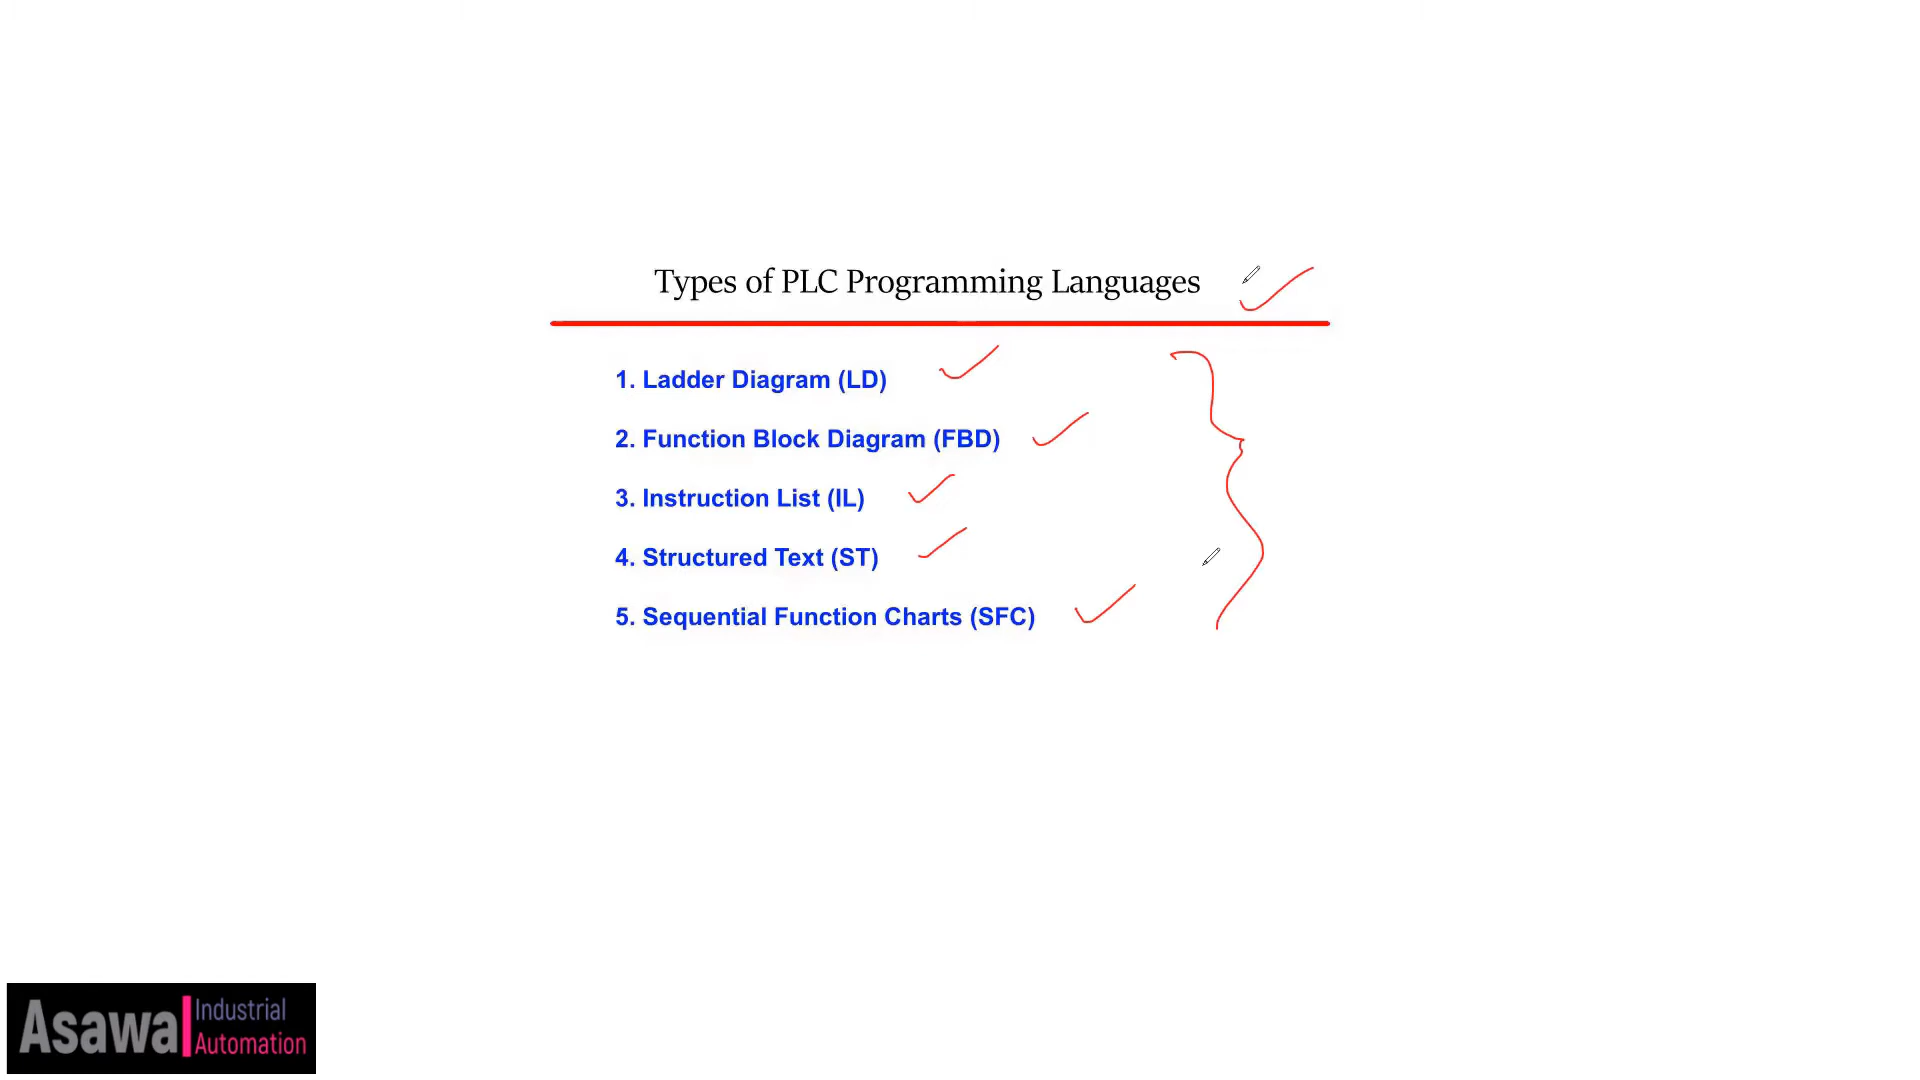 Types of PLC Programming Languages
1. Ladder Diagram (LD)
2. Function Block Diagram (FBD)
3. Instruction List (IL)
4. Structured Text (ST)
5. Sequential Function Charts (SFC)
Asawa Industrial
Automation